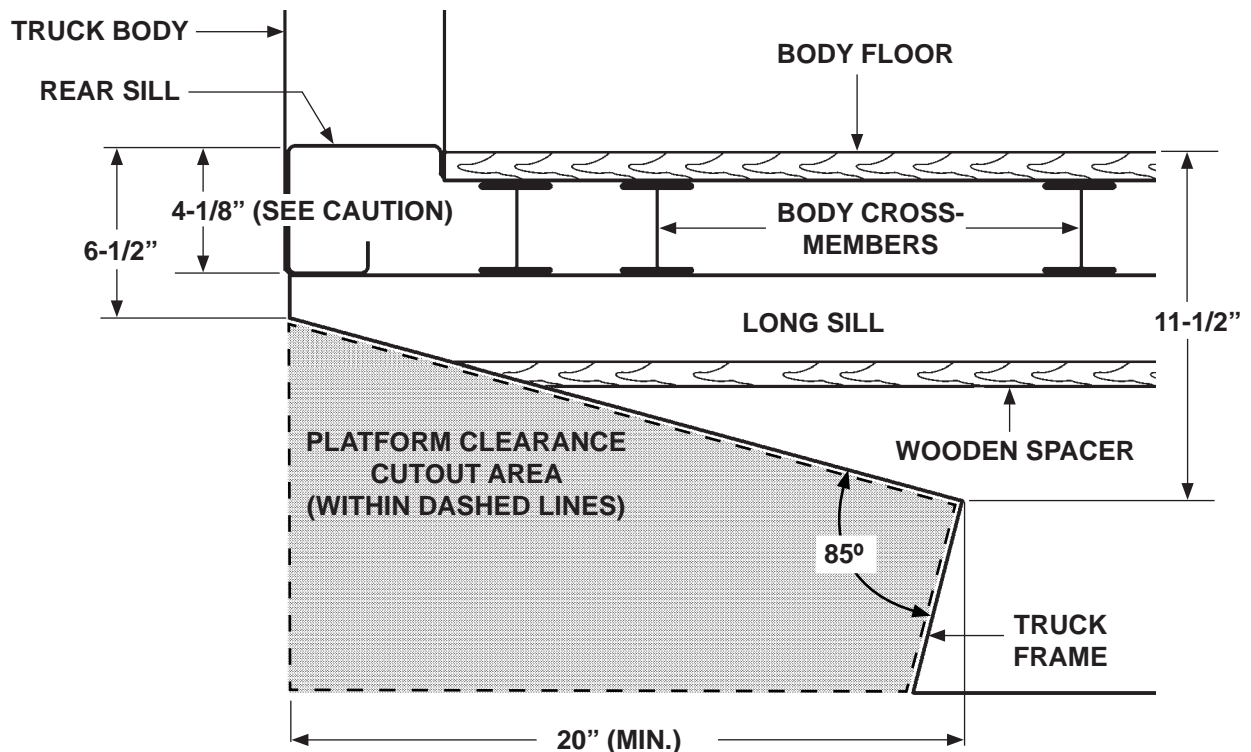 TRUCK BODY
BODY FLOOR
REAR SILL
4-1/8” (SEE CAUTION)
BODY CROSS-
MEMBERS
6-1/2”
LONG SILL
11-1/2”
PLATFORM CLEARANCE
CUTOUT AREA
(WITHIN DASHED LINES)
WOODEN SPACER
85º
TRUCK
FRAME
20” (MIN.)